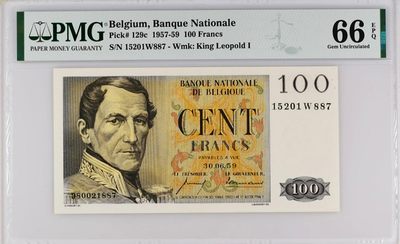 PMG
PAPER MONEY GUARANTY
Belgium, Banque Nationale
Pick# 129c 1957-59 100 Francs
S/N 15201W887 - Wmk: King Leopold I
66 EPQ
Gem Uncirculated
BANQUE NATIONALE
DE BELGIQUE
100
15201W887
CENT
FRANCS
PAYABLES A VUE
30.06.59
LE TRÉSORIER LE GOUVERNEUR
380021887
100